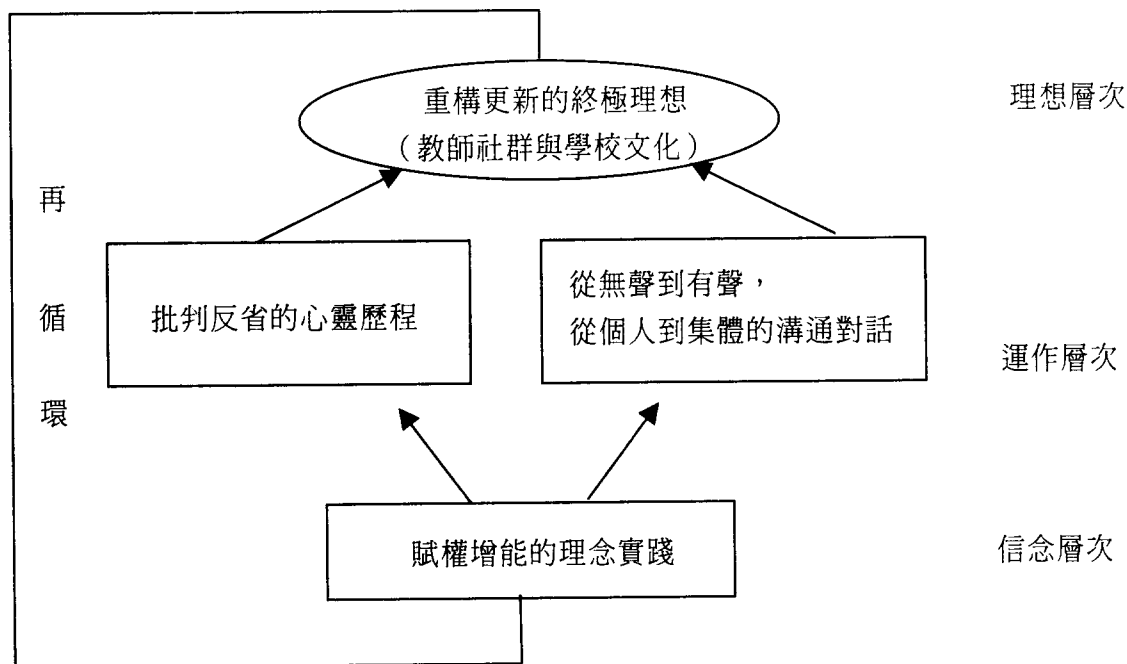 重構更新的終極理想
（教師社群與學校文化）
理想層次
再
循
環
批判反省的心靈歷程
從無聲到有聲，
從個人到集體的溝通對話
運作層次
賦權增能的理念實踐
信念層次